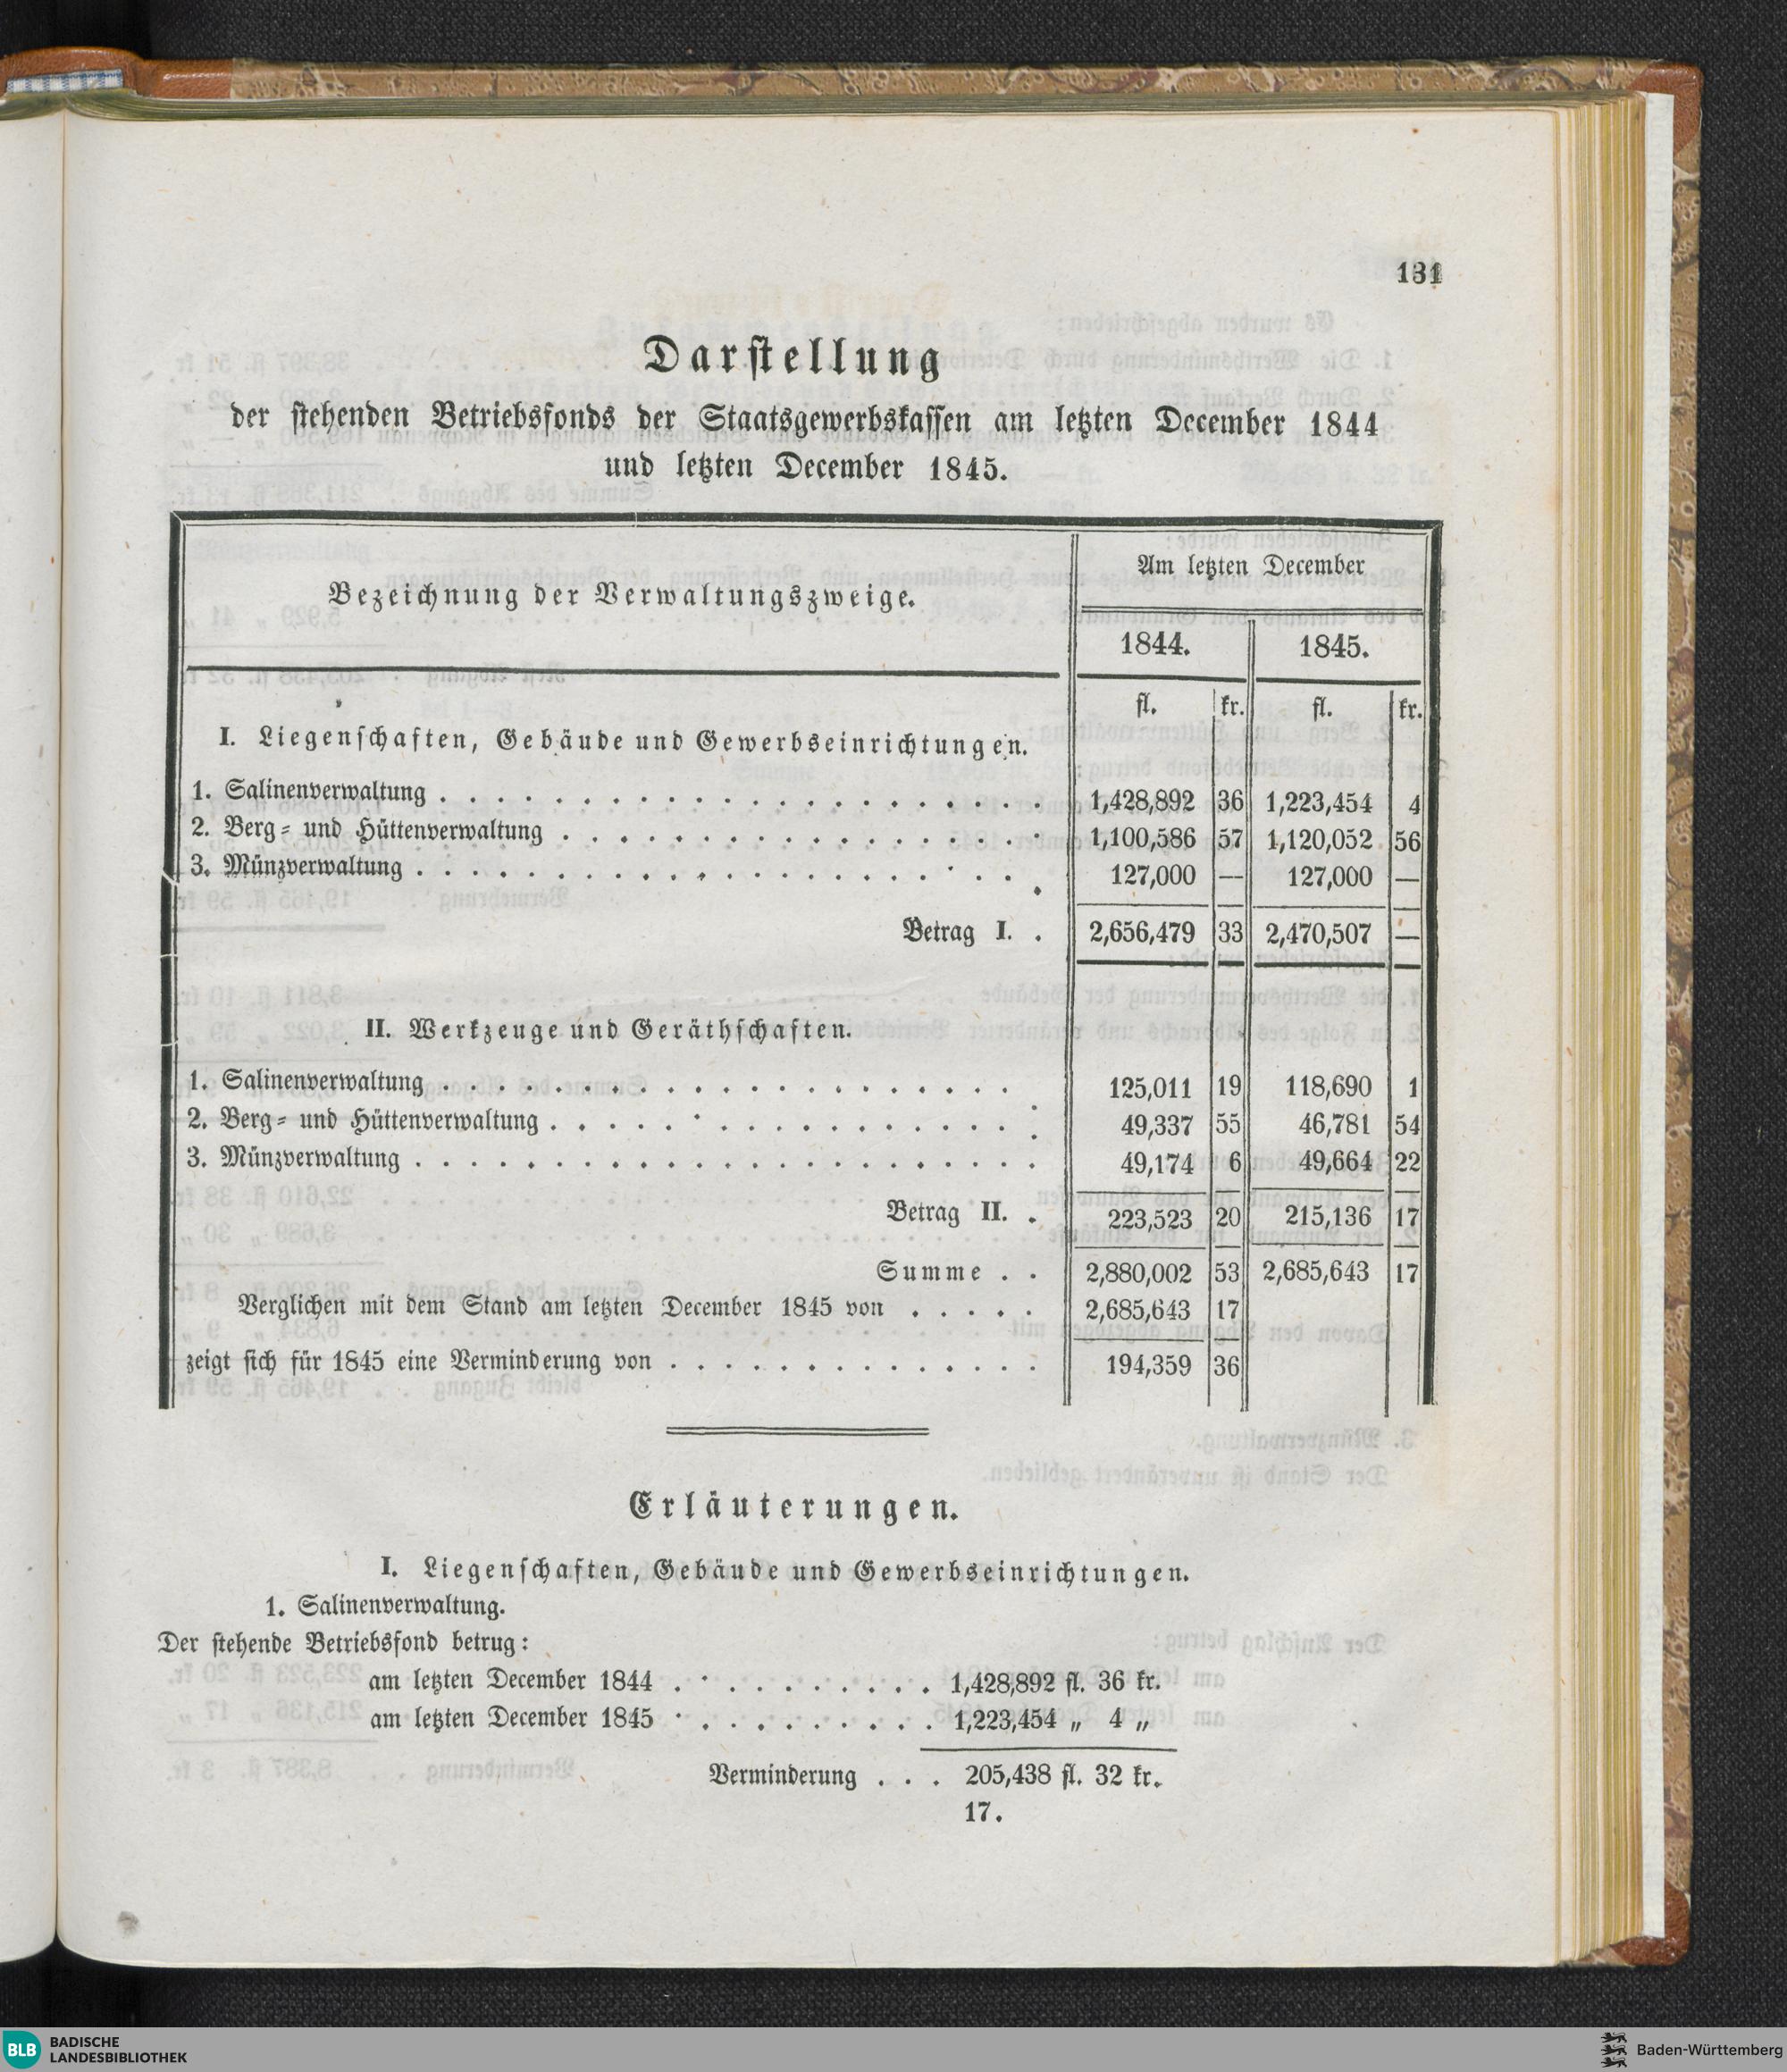 131
Darstellung
der stehenden Betriebsfonds der Staatsgewerbskassen am letzten December 1844
und letzten December 1845.
Bezeichnung der Verwaltungszweige.
Am letzten December
1844. 1845.
fl. kr. fl. kr.
I. Liegenschaften, Gebäude und Gewerbseinrichtungen.
1. Salinenverwaltung . . . . . . . . . . . . . . . . . . . . . 1,428,892 36 1,223,454 4
2. Berg- und Hüttenverwaltung . . . . . . . . . . . . . . . . . 1,100,586 57 1,120,052 56
3. Münzverwaltung . . . . . . . . . . . . . . . . . . . . . . 127,000 — 127,000 —
Betrag I. . 2,656,479 33 2,470,507 —
II. Werkzeuge und Geräthschaften.
1. Salinenverwaltung . . . . . . . . . . . . . . . . . . . . . 125,011 19 118,690 1
2. Berg- und Hüttenverwaltung . . . . . . . . . . . . . . . . . 49,337 55 46,781 54
3. Münzverwaltung . . . . . . . . . . . . . . . . . . . . . . 49,174 6 49,664 22
Betrag II. . 223,523 20 215,136 17
Summe . . 2,880,002 53 2,685,643 17
Verglichen mit dem Stand am letzten December 1845 von . . . . . 2,685,643 17
zeigt sich für 1845 eine Verminderung von . . . . . . . . . . . . . . 194,359 36
Erläuterungen.
I. Liegenschaften, Gebäude und Gewerbseinrichtungen.
1. Salinenverwaltung.
Der stehende Betriebsfond betrug:
am letzten December 1844 . . . . . . . . . . 1,428,892 fl. 36 kr.
am letzten December 1845 . . . . . . . . . . 1,223,454 „ 4 „
Verminderung . . . 205,438 fl. 32 kr.
17.
BLB BADISCHE
LANDESBIBLIOTHEK
Baden-Württemberg